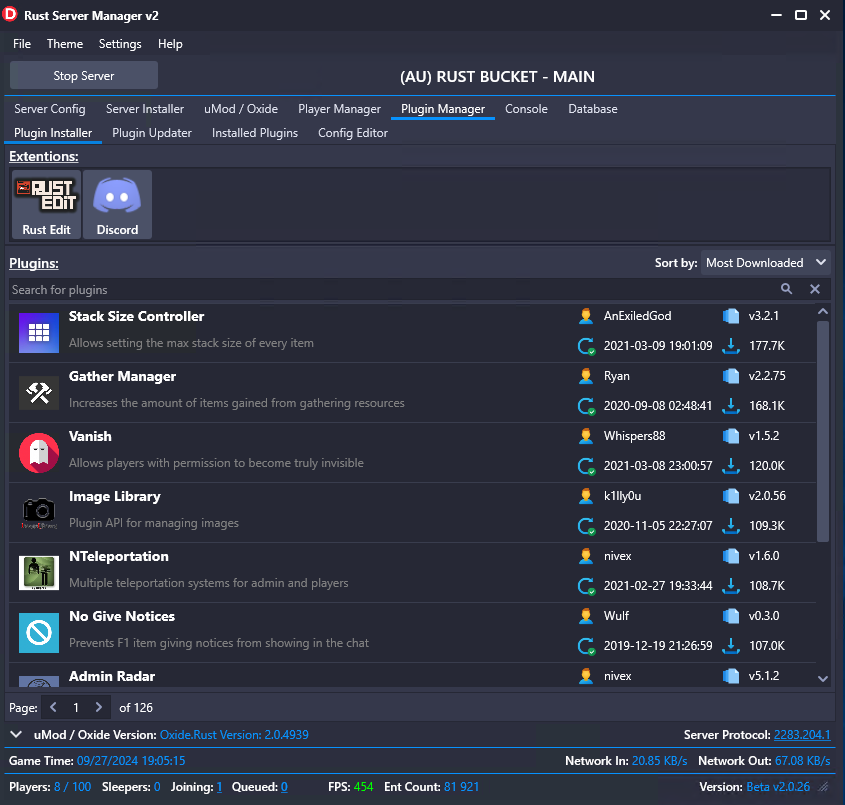 Rust Server Manager v2
File Theme Settings Help
Stop Server (AU) RUST BUCKET - MAIN
Server Config Server Installer uMod / Oxide Player Manager Plugin Manager Console Database
Plugin Installer Plugin Updater Installed Plugins Config Editor
Extentions:
RUST EDIT
Rust Edit Discord
Plugins: Sort by: Most Downloaded
Search for plugins
Stack Size Controller AnExiledGod v3.2.1
Allows setting the max stack size of every item 2021-03-09 19:01:09 177.7K
Gather Manager Ryan v2.2.75
Increases the amount of items gained from gathering resources 2020-09-08 02:48:41 168.1K
Vanish Whispers88 v1.5.2
Allows players with permission to become truly invisible 2021-03-08 23:00:57 120.0K
Image Library k1lly0u v2.0.56
Plugin API for managing images 2020-11-05 22:27:07 109.3K
NTeleportation nivex v1.6.0
Multiple teleportation systems for admin and players 2021-02-27 19:33:44 108.7K
No Give Notices Wulf v0.3.0
Prevents F1 item giving notices from showing in the chat 2019-12-19 21:26:59 107.0K
Admin Radar nivex v5.1.2
Page: 1 of 126
uMod / Oxide Version: Oxide.Rust Version: 2.0.4939 Server Protocol: 2283.204.1
Game Time: 09/27/2024 19:05:15 Network In: 20.85 KB/s Network Out: 67.08 KB/s
Players: 8 / 100 Sleepers: 0 Joining: 1 Queued: 0 FPS: 454 Ent Count: 81 921 Version: Beta v2.0.26